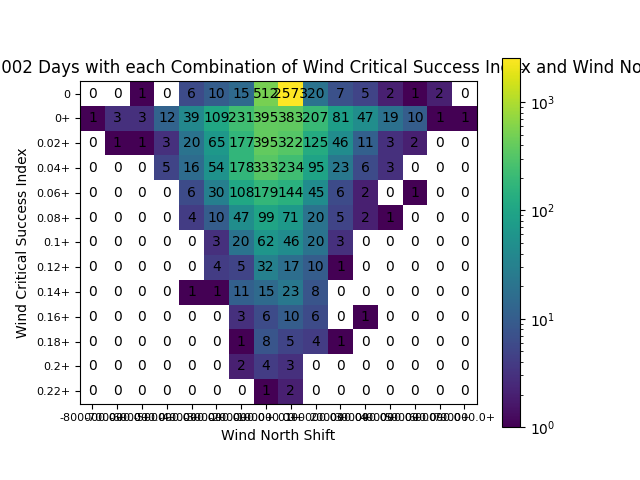 002 Days with each Combination of Wind Critical Success Index and Wind No
0 0 0 1 0 6 10 15 512 2573 20 7 5 2 1 2 0
0+ 1 3 3 12 39 109 231 395 383 207 81 47 19 10 1 1
0.02+ 0 1 1 3 20 65 177 395 322 125 46 11 3 2 0 0
0.04+ 0 0 0 5 16 54 178 333 234 95 23 6 3 0 0 0
0.06+ 0 0 0 0 6 30 108 179 144 45 6 2 0 1 0 0
0.08+ 0 0 0 0 4 10 47 99 71 20 5 2 1 0 0 0
0.1+ 0 0 0 0 0 3 20 62 46 20 3 0 0 0 0 0
0.12+ 0 0 0 0 0 4 5 32 17 10 1 0 0 0 0 0
0.14+ 0 0 0 0 1 1 11 15 23 8 0 0 0 0 0 0
0.16+ 0 0 0 0 0 0 3 6 10 6 0 1 0 0 0 0
0.18+ 0 0 0 0 0 0 1 8 5 4 1 0 0 0 0 0
0.2+ 0 0 0 0 0 0 2 4 3 0 0 0 0 0 0 0
0.22+ 0 0 0 0 0 0 0 1 2 0 0 0 0 0 0 0
Wind Critical Success Index
Wind North Shift
10³
10²
10¹
10⁰